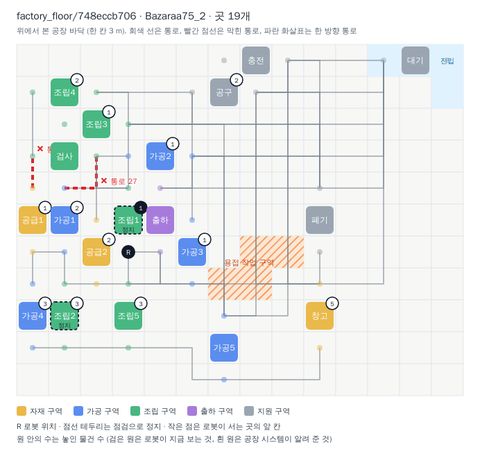 factory_floor/748eccb706 · Bazaraa75_2 · 곳 19개
위에서 본 공장 바닥 (한 칸 3 m). 회색 선은 통로, 빨간 점선은 막힌 통로, 파란 화살표는 한 방향 통로
충전 대기 전립
조립4 2 공구 2
조립3 1
✕ 통 검사 가공2 1
✕ 통로 27
공급1 1 가공1 2 조립1 1 정지 출하 폐기
공급2 2 R 가공3 1
용접 작업 구역
가공4 3 조립2 3 정지 조립5 3 창고 5
가공5
자재 구역 가공 구역 조립 구역 출하 구역 지원 구역
R 로봇 위치 · 점선 테두리는 점검으로 정지 · 작은 점은 로봇이 서는 곳의 앞 칸
원 안의 수는 놓인 물건 수 (검은 원은 로봇이 지금 보는 것, 흰 원은 공장 시스템이 알려 준 것)